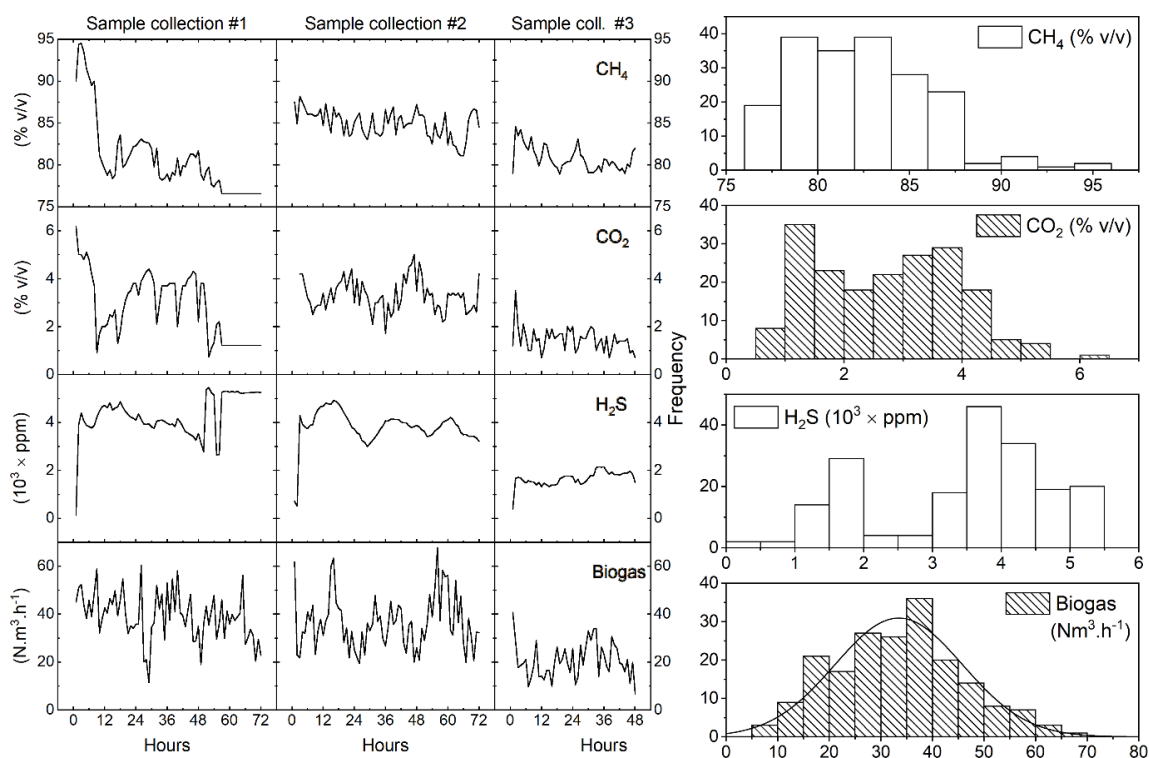 Sample collection #1 Sample collection #2 Sample coll. #3
95 95
90 90
85 85
80 80
75 75
(% v/v)
CH₄
6 6
4 4
2 2
0 0
(% v/v)
CO₂
4 4
2 2
0 0
(10³ × ppm)
H₂S
60 60
40 40
20 20
0 0
(N.m³.h⁻¹)
Biogas
0 12 24 36 48 60 72 0 12 24 36 48 60 72 0 12 24 36 48
Hours Hours Hours
Frequency
CH₄ (% v/v)
40
30
20
10
0
75 80 85 90 95
CO₂ (% v/v)
40
30
20
10
0
0 2 4 6
H₂S (10³ × ppm)
40
20
0
0 1 2 3 4 5 6
Biogas
(Nm³.h⁻¹)
40
30
20
10
0
0 10 20 30 40 50 60 70 80